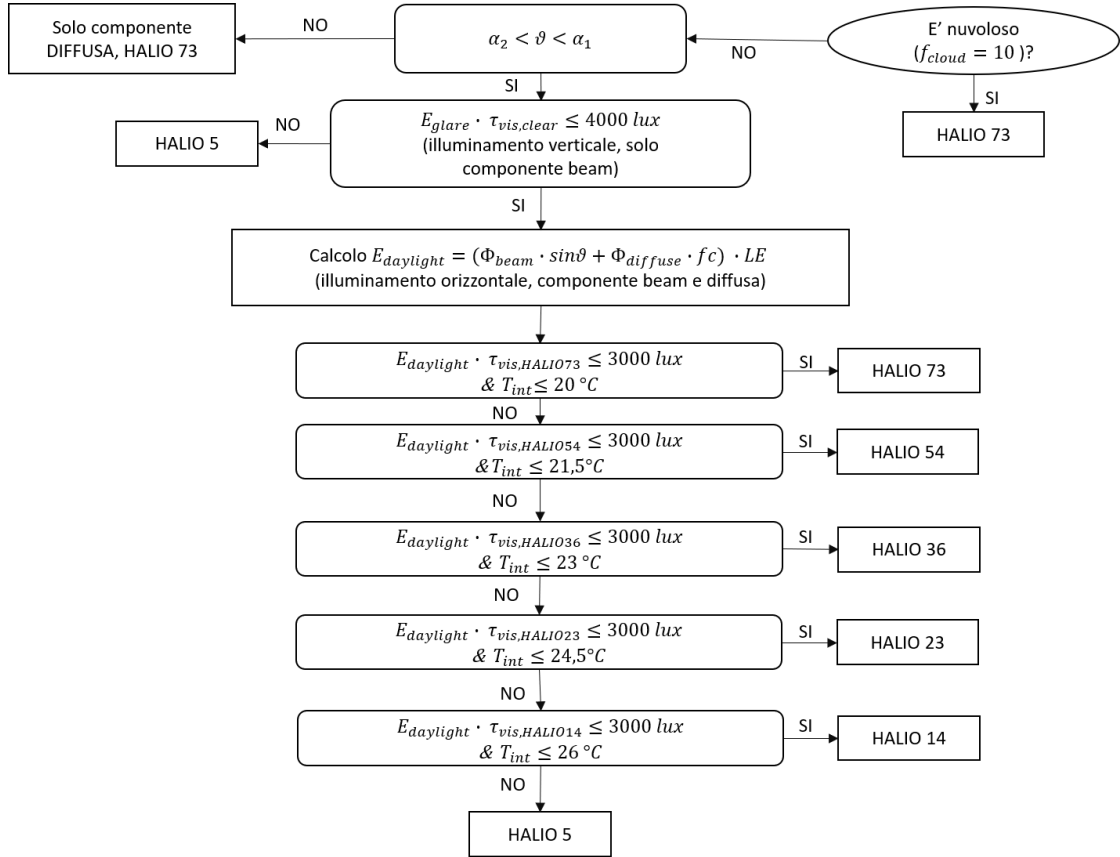 E’ nuvoloso
(f_cloud = 10 )?
SI
HALIO 73
NO
α₂ < ϑ < α₁
NO
Solo componente
DIFFUSA, HALIO 73
SI
E_glare · τ_vis,clear ≤ 4000 lux
(illuminamento verticale, solo
componente beam)
NO
HALIO 5
SI
Calcolo E_daylight = (Φ_beam · sinϑ + Φ_diffuse · fc) · LE
(illuminamento orizzontale, componente beam e diffusa)
E_daylight · τ_vis,HALIO73 ≤ 3000 lux
& T_int ≤ 20 °C
SI
HALIO 73
NO
E_daylight · τ_vis,HALIO54 ≤ 3000 lux
&T_int ≤ 21,5°C
SI
HALIO 54
NO
E_daylight · τ_vis,HALIO36 ≤ 3000 lux
& T_int ≤ 23 °C
SI
HALIO 36
NO
E_daylight · τ_vis,HALIO23 ≤ 3000 lux
& T_int ≤ 24,5°C
SI
HALIO 23
NO
E_daylight · τ_vis,HALIO14 ≤ 3000 lux
& T_int ≤ 26 °C
SI
HALIO 14
NO
HALIO 5